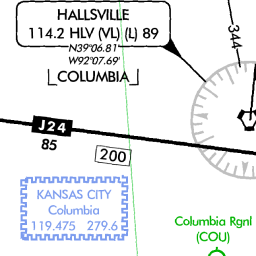 HALLSVILLE
114.2 HLV (VL) (L) 89
N39°06.81
W92°07.69'
COLUMBIA
344
J24
85
200
KANSAS CITY
Columbia
119.475 279.6
Columbia Rgnl
(COU)